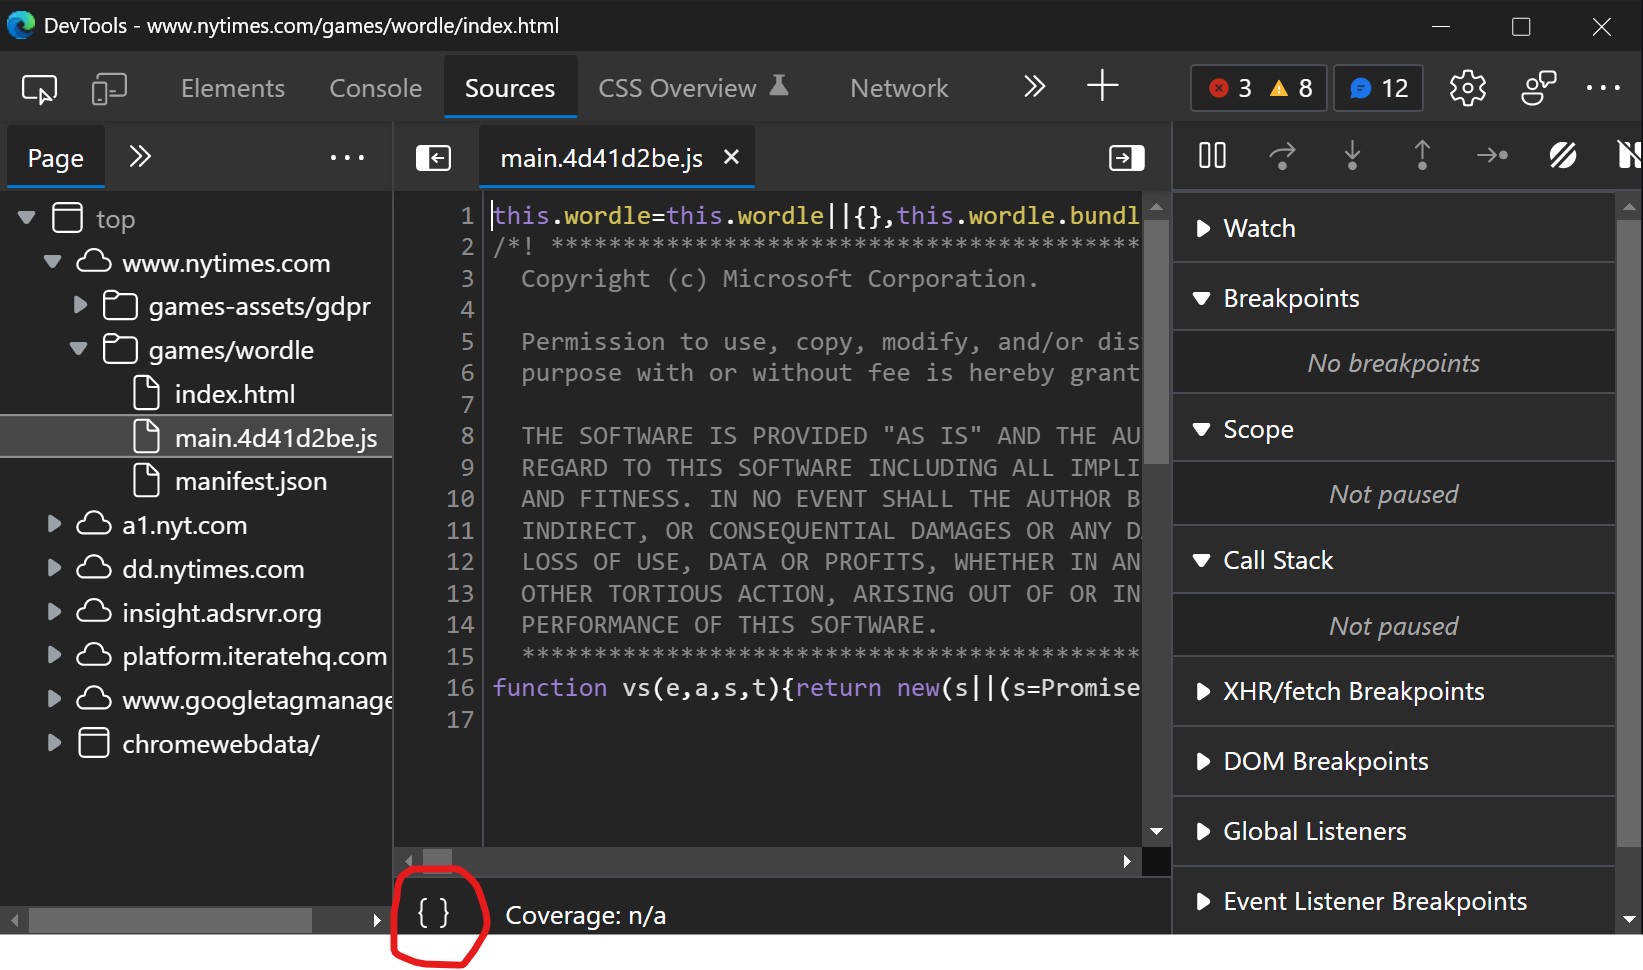 DevTools - www.nytimes.com/games/wordle/index.html
Elements Console Sources CSS Overview Network 3 8 12
Page main.4d41d2be.js
top
www.nytimes.com
games-assets/gdpr
games/wordle
index.html
main.4d41d2be.js
manifest.json
a1.nyt.com
dd.nytimes.com
insight.adsrvr.org
platform.iteratehq.com
www.googletagmanage
chromewebdata/
1 this.wordle=this.wordle||{},this.wordle.bundl
2 /*! *****************************************
3 Copyright (c) Microsoft Corporation.
4
5 Permission to use, copy, modify, and/or dis
6 purpose with or without fee is hereby grant
7
8 THE SOFTWARE IS PROVIDED "AS IS" AND THE AU
9 REGARD TO THIS SOFTWARE INCLUDING ALL IMPLI
10 AND FITNESS. IN NO EVENT SHALL THE AUTHOR B
11 INDIRECT, OR CONSEQUENTIAL DAMAGES OR ANY DA
12 LOSS OF USE, DATA OR PROFITS, WHETHER IN AN
13 OTHER TORTIOUS ACTION, ARISING OUT OF OR IN
14 PERFORMANCE OF THIS SOFTWARE.
15 *******************************************
16 function vs(e,a,s,t){return new(s||(s=Promise
17
{ } Coverage: n/a
Watch
Breakpoints
No breakpoints
Scope
Not paused
Call Stack
Not paused
XHR/fetch Breakpoints
DOM Breakpoints
Global Listeners
Event Listener Breakpoints